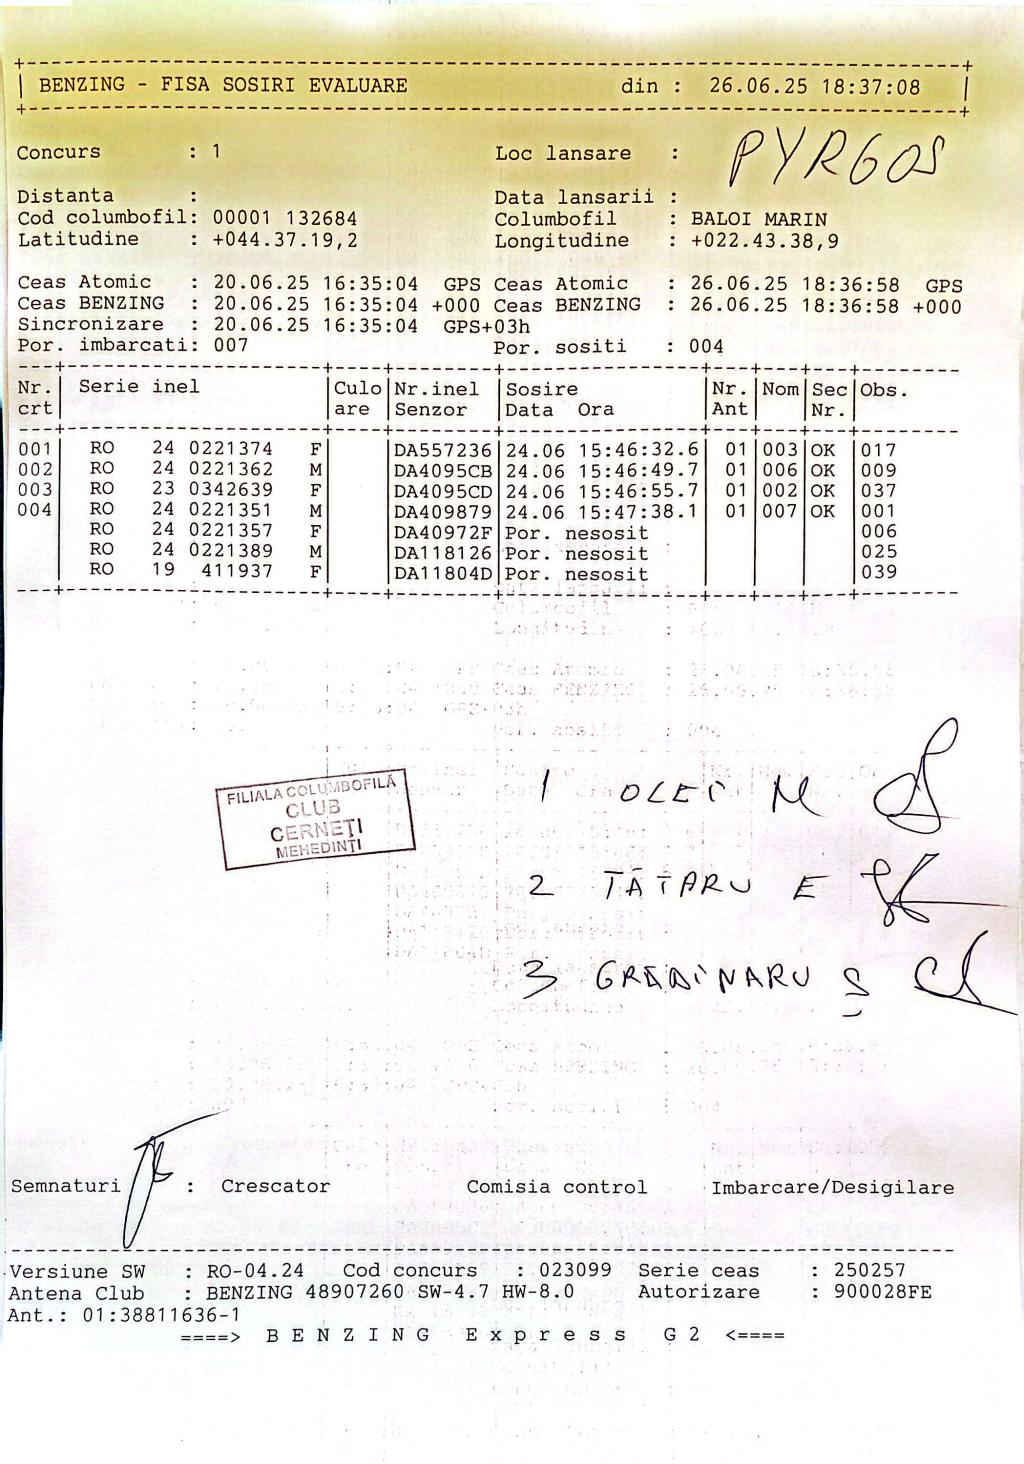 BENZING - FISA SOSIRI EVALUARE din : 26.06.25 18:37:08
Concurs : 1 Loc lansare : PYRGOS
Distanta : Data lansarii :
Cod columbofil: 00001 132684 Columbofil : BALOI MARIN
Latitudine : +044.37.19,2 Longitudine : +022.43.38,9
Ceas Atomic : 20.06.25 16:35:04 GPS Ceas Atomic : 26.06.25 18:36:58 GPS
Ceas BENZING : 20.06.25 16:35:04 +000 Ceas BENZING : 26.06.25 18:36:58 +000
Sincronizare : 20.06.25 16:35:04 GPS+03h
Por. imbarcati: 007 Por. sositi : 004
Nr. Serie inel Culo Nr.inel Sosire Nr. Nom Sec Obs.
crt are Senzor Data Ora Ant Nr.
001 RO 24 0221374 F DA557236 24.06 15:46:32.6 01 003 OK 017
002 RO 24 0221362 M DA4095CB 24.06 15:46:49.7 01 006 OK 009
003 RO 23 0342639 F DA4095CD 24.06 15:46:55.7 01 002 OK 037
004 RO 24 0221351 M DA409879 24.06 15:47:38.1 01 007 OK 001
RO 24 0221357 F DA40972F Por. nesosit 006
RO 24 0221389 M DA118126 Por. nesosit 025
RO 19 411937 F DA11804D Por. nesosit 039
FILIALA COLUMBOFILĂ
CLUB
CERNEȚI
MEHEDINȚI
1 OLEI M
2 TĂTARU E
3 GRĂDINARU S
Semnaturi : Crescator Comisia control Imbarcare/Desigilare
Versiune SW : RO-04.24 Cod concurs : 023099 Serie ceas : 250257
Antena Club : BENZING 48907260 SW-4.7 HW-8.0 Autorizare : 900028FE
Ant.: 01:38811636-1
====> B E N Z I N G E x p r e s s G 2 <====